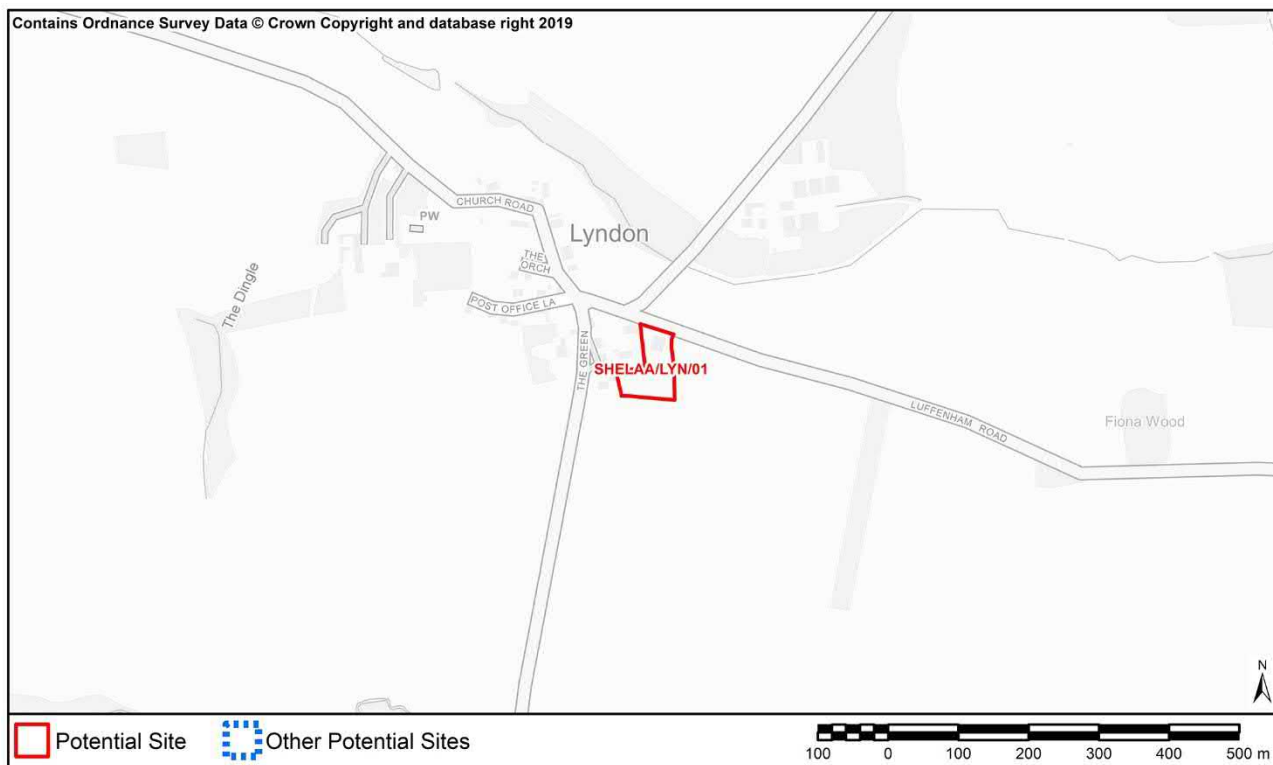 Contains Ordnance Survey Data © Crown Copyright and database right 2019
CHURCH ROAD
PW
Lyndon
THE
ORCH
The Dingle
POST OFFICE LA
THE GREEN
SHELAA/LYN/01
LUFFENHAM ROAD
Fiona Wood
N
Potential Site
Other Potential Sites
100 0 100 200 300 400 500 m